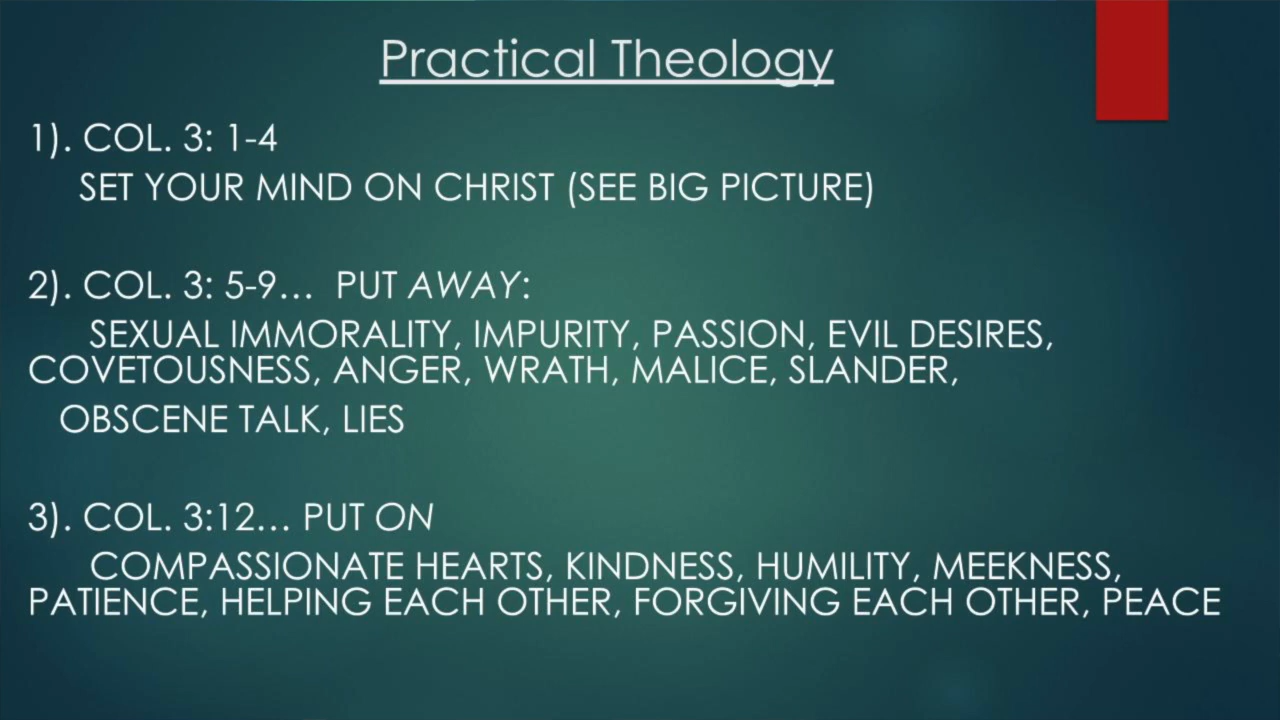 Practical Theology
1). COL. 3: 1-4
SET YOUR MIND ON CHRIST (SEE BIG PICTURE)
2). COL. 3: 5-9... PUT AWAY:
SEXUAL IMMORALITY, IMPURITY, PASSION, EVIL DESIRES,
COVETOUSNESS, ANGER, WRATH, MALICE, SLANDER,
OBSCENE TALK, LIES
3). COL. 3:12... PUT ON
COMPASSIONATE HEARTS, KINDNESS, HUMILITY, MEEKNESS,
PATIENCE, HELPING EACH OTHER, FORGIVING EACH OTHER, PEACE